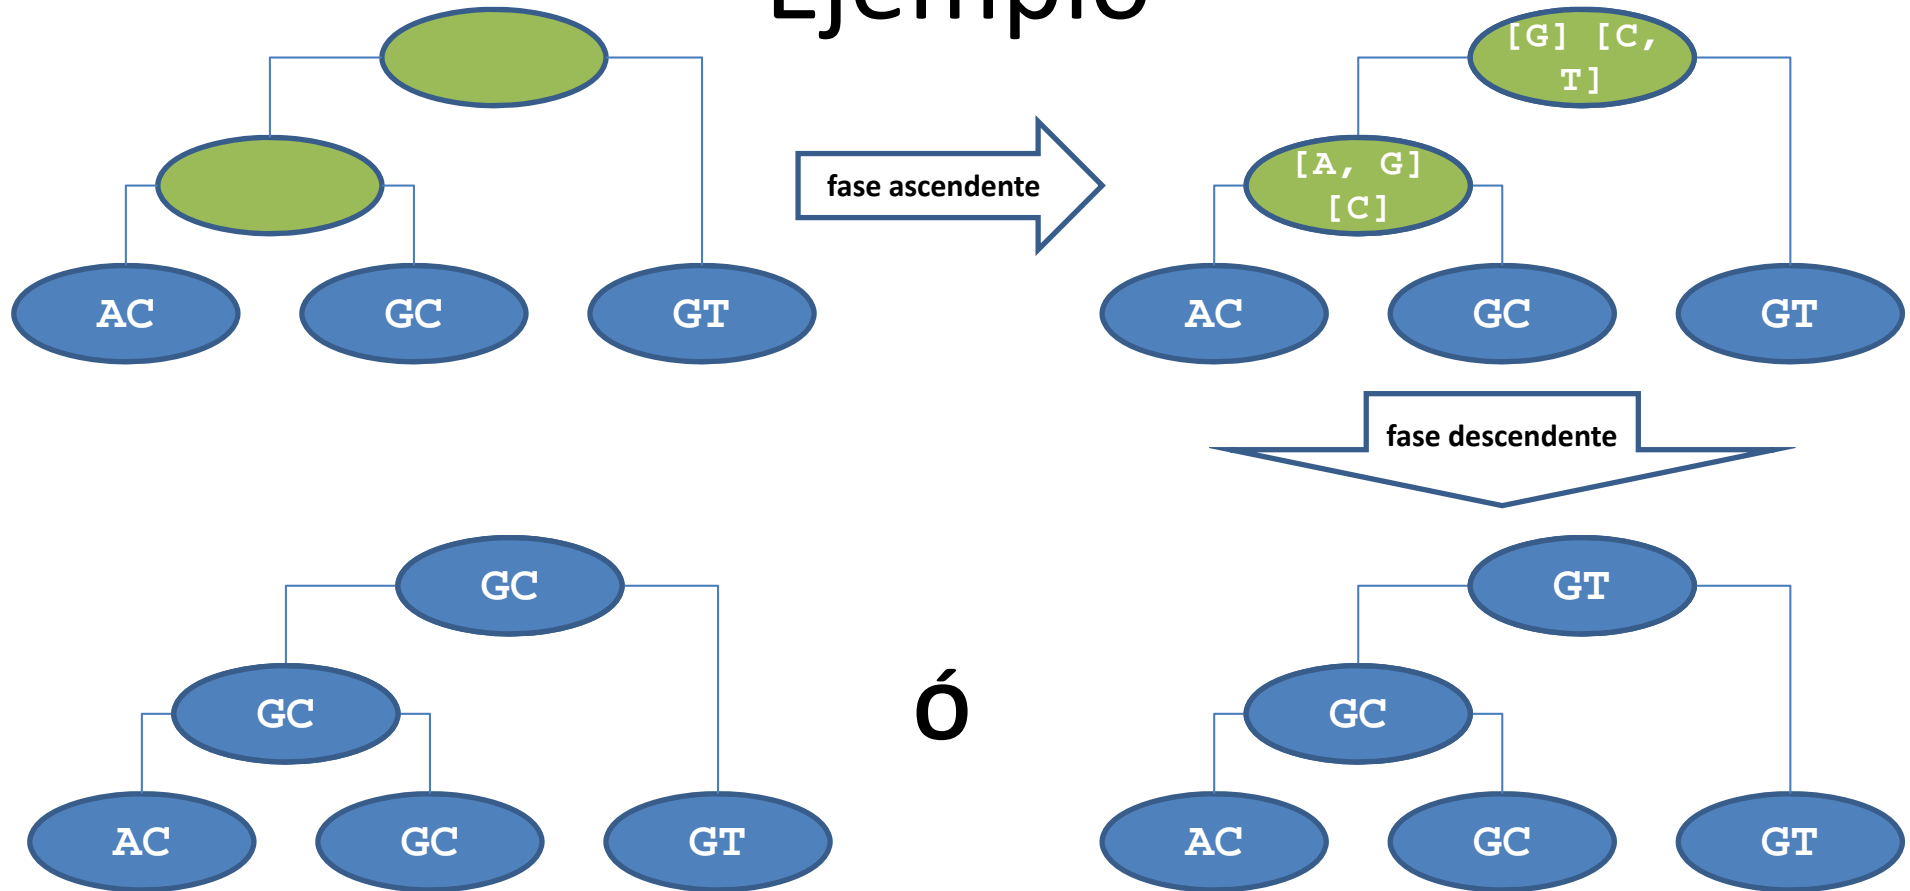 Ejemplo
[G] [C,
T]
fase ascendente
[A, G]
[C]
AC
GC
GT
AC
GC
GT
fase descendente
GC
GT
GC
Ó
GC
AC
GC
GT
AC
GC
GT